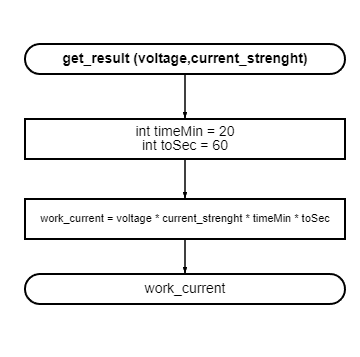 get_result (voltage,current_strenght)
int timeMin = 20
int toSec = 60
work_current = voltage * current_strenght * timeMin * toSec
work_current